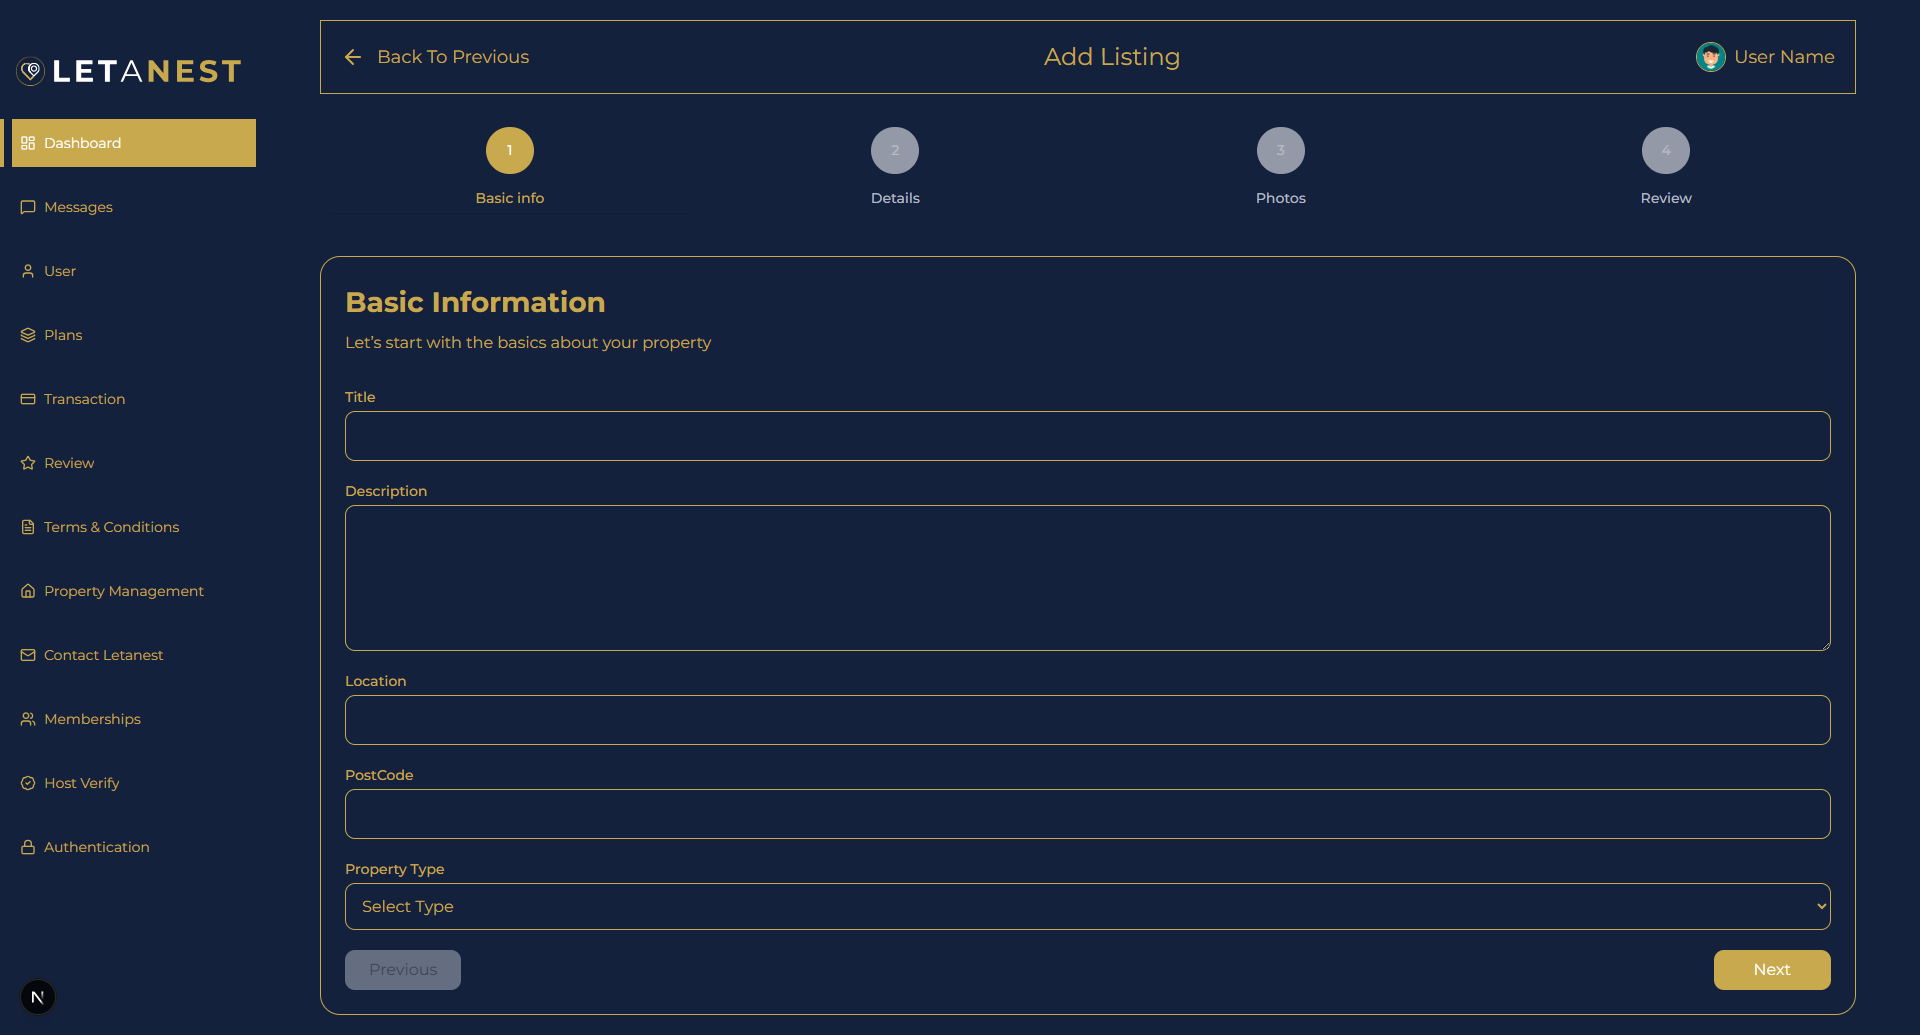 LETANEST
Dashboard
Messages
User
Plans
Transaction
Review
Terms & Conditions
Property Management
Contact Letanest
Memberships
Host Verify
Authentication
N
Back To Previous
Add Listing
User Name
1
Basic info
2
Details
3
Photos
4
Review
Basic Information
Let's start with the basics about your property
Title
Description
Location
PostCode
Property Type
Select Type
Previous
Next